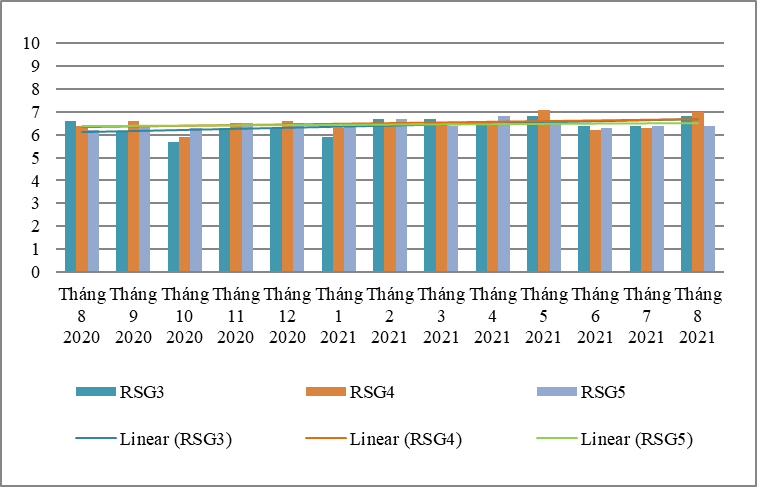 10
9
8
7
6
5
4
3
2
1
0
Tháng Tháng Tháng Tháng Tháng Tháng Tháng Tháng Tháng Tháng Tháng Tháng Tháng
8 9 10 11 12 1 2 3 4 5 6 7 8
2020 2020 2020 2020 2020 2021 2021 2021 2021 2021 2021 2021 2021
RSG3 RSG4 RSG5
Linear (RSG3) Linear (RSG4) Linear (RSG5)